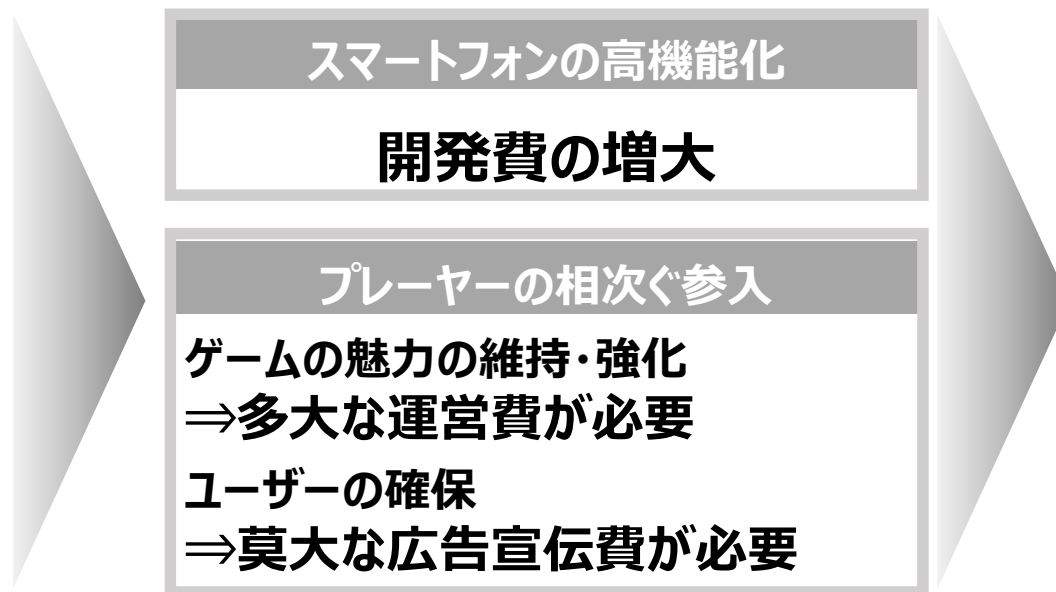 スマートフォンの高機能化
開発費の増大
プレーヤーの相次ぐ参入
ゲームの魅力の維持・強化
⇒多大な運営費が必要
ユーザーの確保
⇒莫大な広告宣伝費が必要